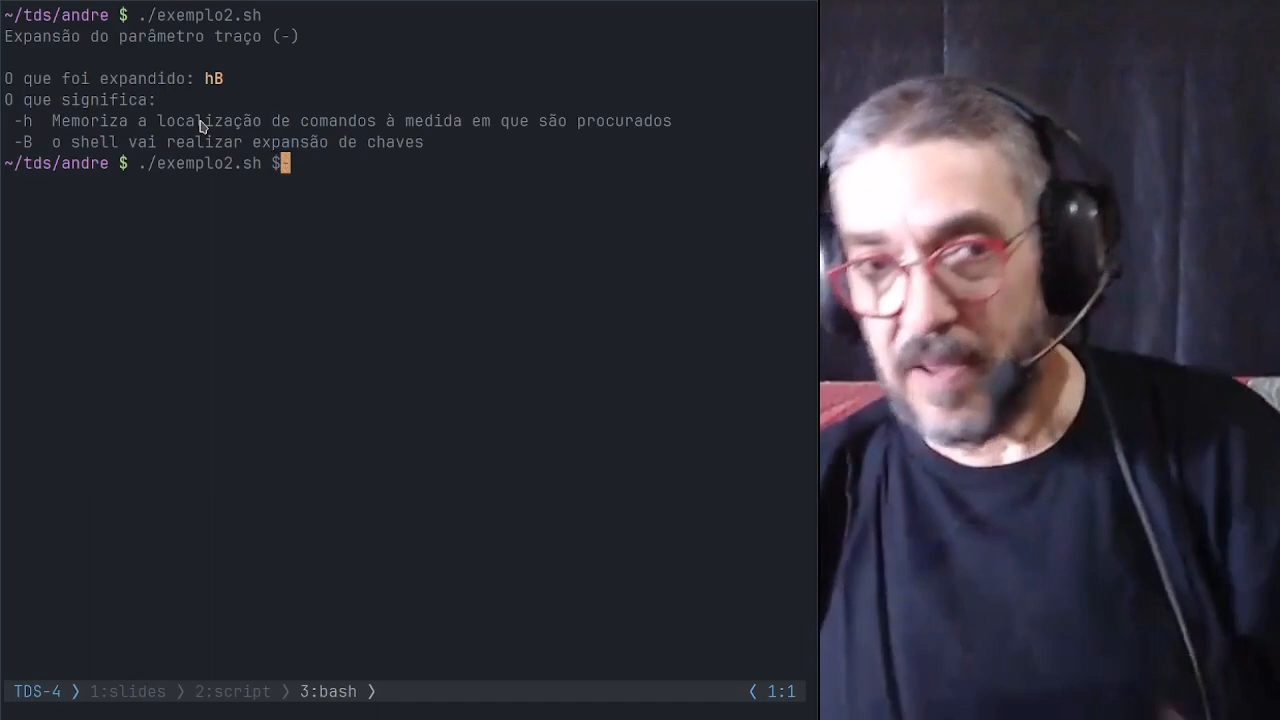 ~/tds/andre $ ./exemplo2.sh
Expansão do parâmetro traço (-)
O que foi expandido: hB
O que significa:
-h Memoriza a localização de comandos à medida em que são procurados
-B o shell vai realizar expansão de chaves
~/tds/andre $ ./exemplo2.sh $-
TDS-4 ❯ 1:slides ❯ 2:script ❯ 3:bash ❯ ❮ 1:1